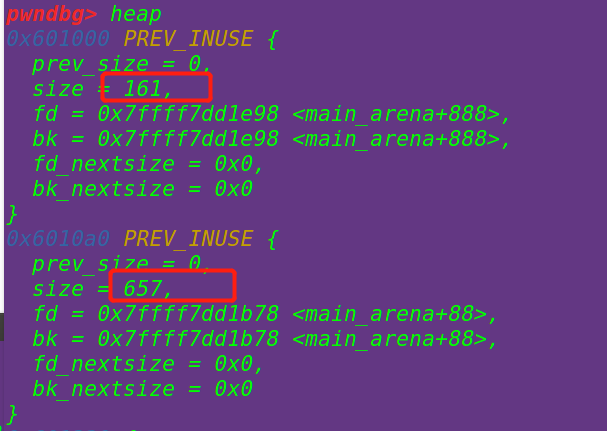 pwndbg> heap
0x601000 PREV_INUSE {
  prev_size = 0,
  size = 161,
  fd = 0x7ffff7dd1e98 <main_arena+888>,
  bk = 0x7ffff7dd1e98 <main_arena+888>,
  fd_nextsize = 0x0,
  bk_nextsize = 0x0
}
0x6010a0 PREV_INUSE {
  prev_size = 0,
  size = 657,
  fd = 0x7ffff7dd1b78 <main_arena+88>,
  bk = 0x7ffff7dd1b78 <main_arena+88>,
  fd_nextsize = 0x0,
  bk_nextsize = 0x0
}